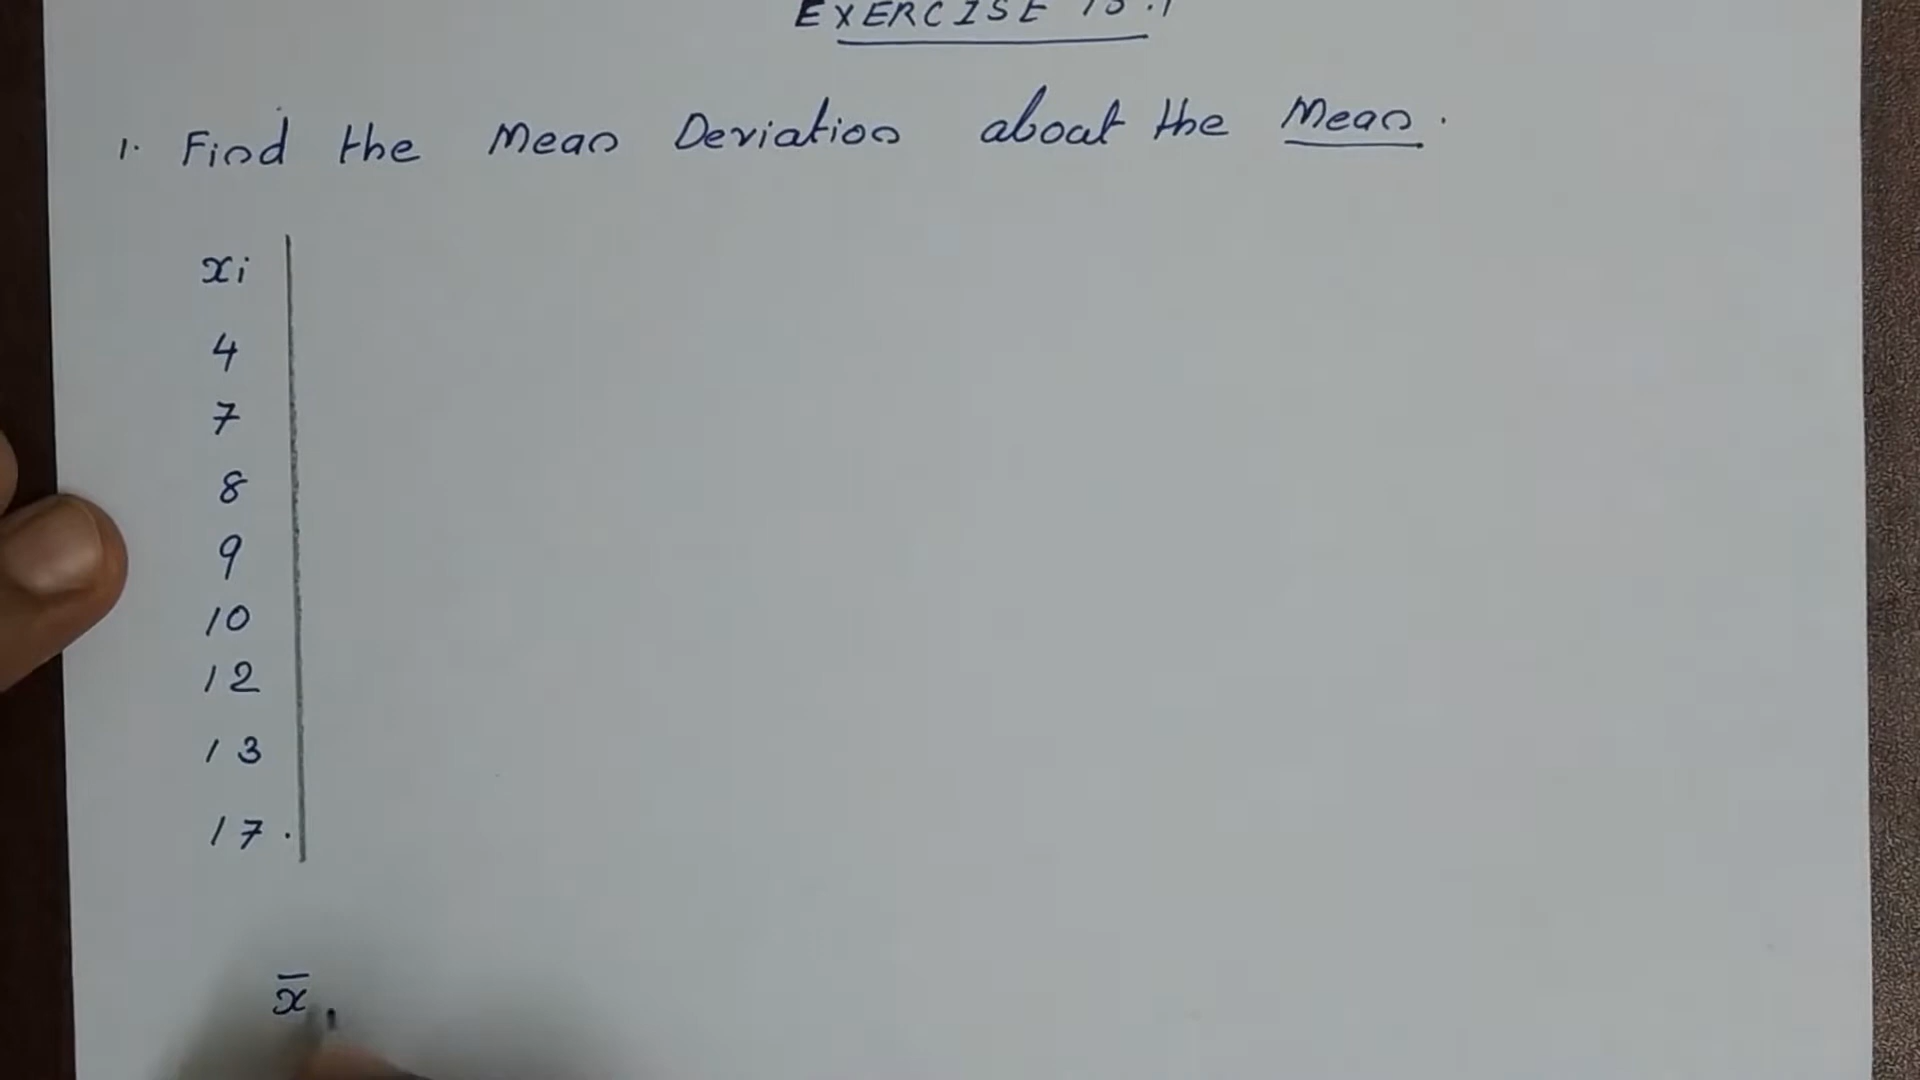 EXERCISE
1. Find the Mean Deviation about the Mean.
xi
4
7
8
9
10
12
13
17.
x̅